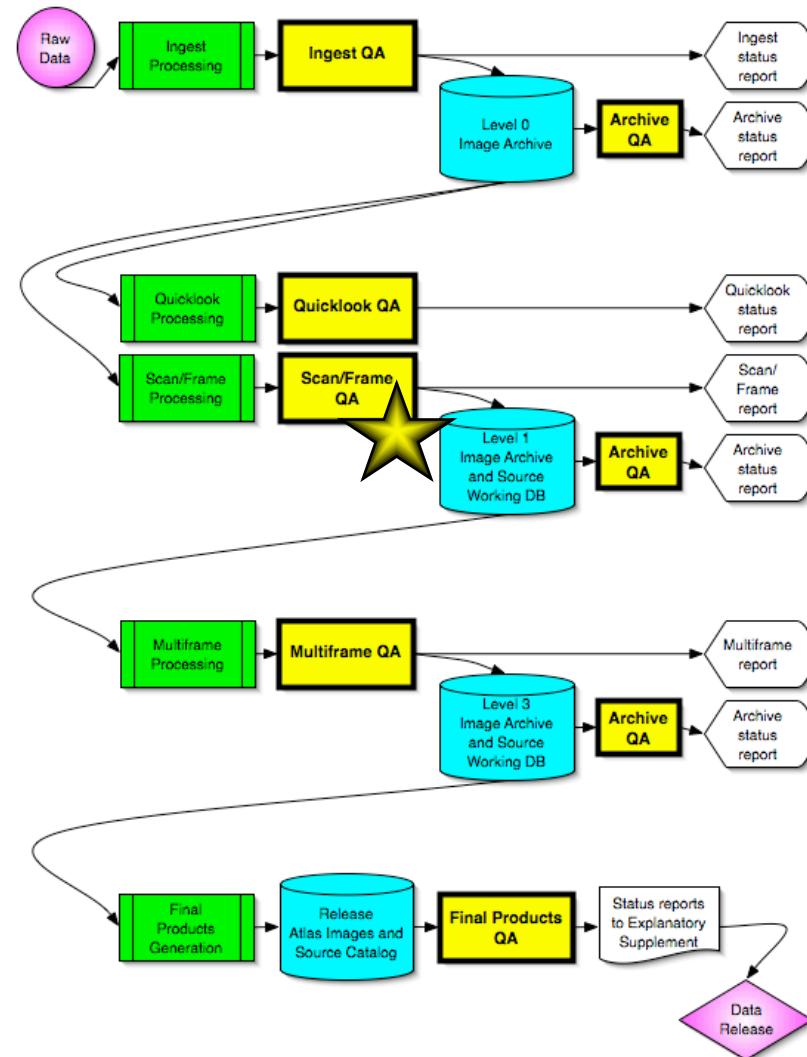 Raw
Data
Ingest
Processing
Ingest QA
Ingest
status
report
Level 0
Image Archive
Archive
QA
Archive
status
report
Quicklook
Processing
Quicklook QA
Quicklook
status
report
Scan/Frame
Processing
Scan/Frame
QA
Scan/
Frame
report
Level 1
Image Archive
and Source
Working DB
Archive
QA
Archive
status
report
Multiframe
Processing
Multiframe QA
Multiframe
report
Level 3
Image Archive
and Source
Working DB
Archive
QA
Archive
status
report
Final
Products
Generation
Release
Atlas Images and
Source Catalog
Final Products
QA
Status reports
to Explanatory
Supplement
Data
Release